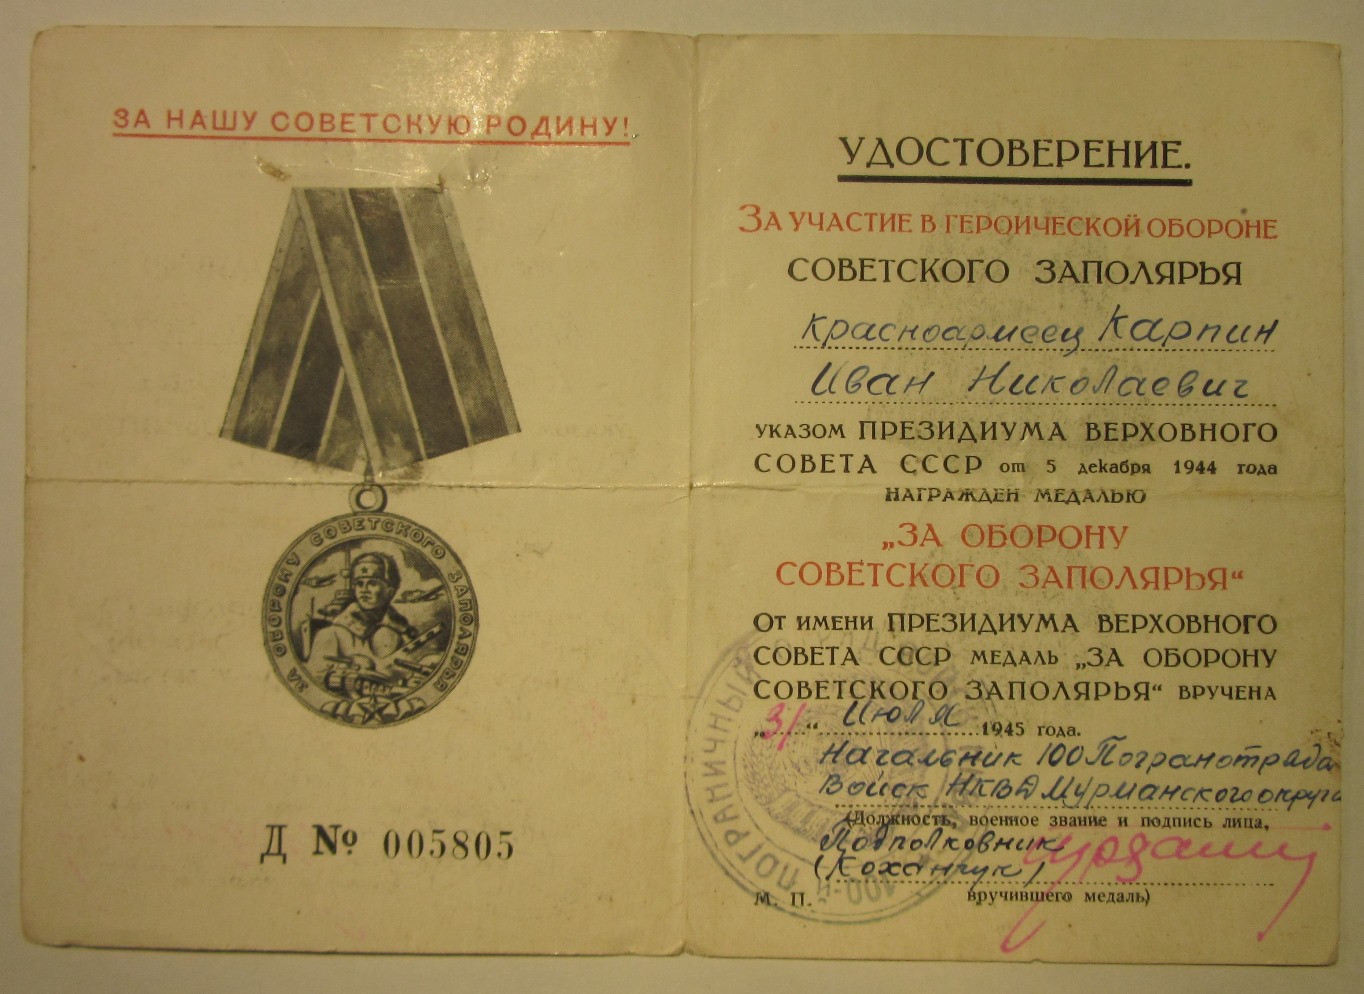 ЗА НАШУ СОВЕТСКУЮ РОДИНУ!
ЗА ОБОРОНУ СОВЕТСКОГО ЗАПОЛЯРЬЯ
Д № 005805
УДОСТОВЕРЕНИЕ.
ЗА УЧАСТИЕ В ГЕРОИЧЕСКОЙ ОБОРОНЕ
СОВЕТСКОГО ЗАПОЛЯРЬЯ
Красноармеец Карпин
Иван Николаевич
УКАЗОМ ПРЕЗИДИУМА ВЕРХОВНОГО
СОВЕТА СССР от 5 декабря 1944 года
НАГРАЖДЕН МЕДАЛЬЮ
„ЗА ОБОРОНУ
СОВЕТСКОГО ЗАПОЛЯРЬЯ“
ОТ ИМЕНИ ПРЕЗИДИУМА ВЕРХОВНОГО
СОВЕТА СССР МЕДАЛЬ „ЗА ОБОРОНУ
СОВЕТСКОГО ЗАПОЛЯРЬЯ“ ВРУЧЕНА
„31“ Июля 1945 года.
Начальник 100 Погранотряда
Войск НКВД Мурманского округа
(Должность, военное звание и подпись лица,
Подполковник
(Коханчук)
М. П. вручившего медаль)
ПОГРАНИЧНЫЙ